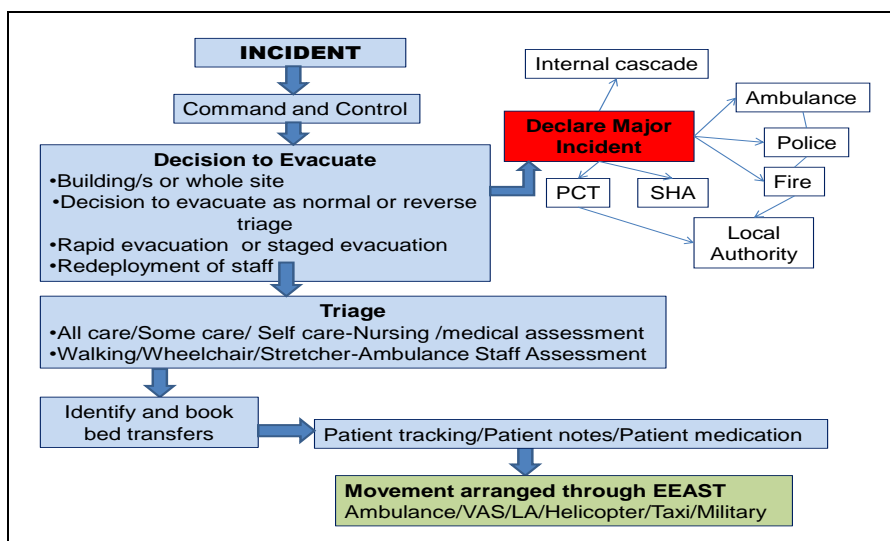 INCIDENT
Command and Control
Decision to Evacuate
•Building/s or whole site
•Decision to evacuate as normal or reverse
triage
•Rapid evacuation or staged evacuation
•Redeployment of staff
Internal cascade
Declare Major
Incident
Ambulance
Police
Fire
PCT
SHA
Local
Authority
Triage
•All care/Some care/ Self care-Nursing /medical assessment
•Walking/Wheelchair/Stretcher-Ambulance Staff Assessment
Identify and book
bed transfers
Patient tracking/Patient notes/Patient medication
Movement arranged through EEAST
Ambulance/VAS/LA/Helicopter/Taxi/Military